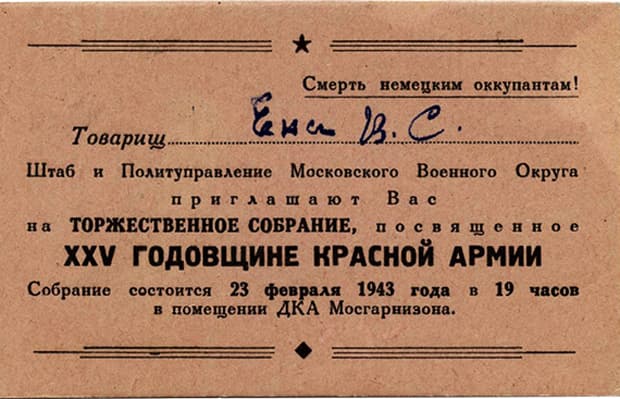 Смерть немецким оккупантам!
Товарищ В. С.
Штаб и Политуправление Московского Военного Округа
приглашают Вас
на ТОРЖЕСТВЕННОЕ СОБРАНИЕ, посвященное
XXV ГОДОВЩИНЕ КРАСНОЙ АРМИИ
Собрание состоится 23 февраля 1943 года в 19 часов
в помещении ДКА Мосгарнизона.